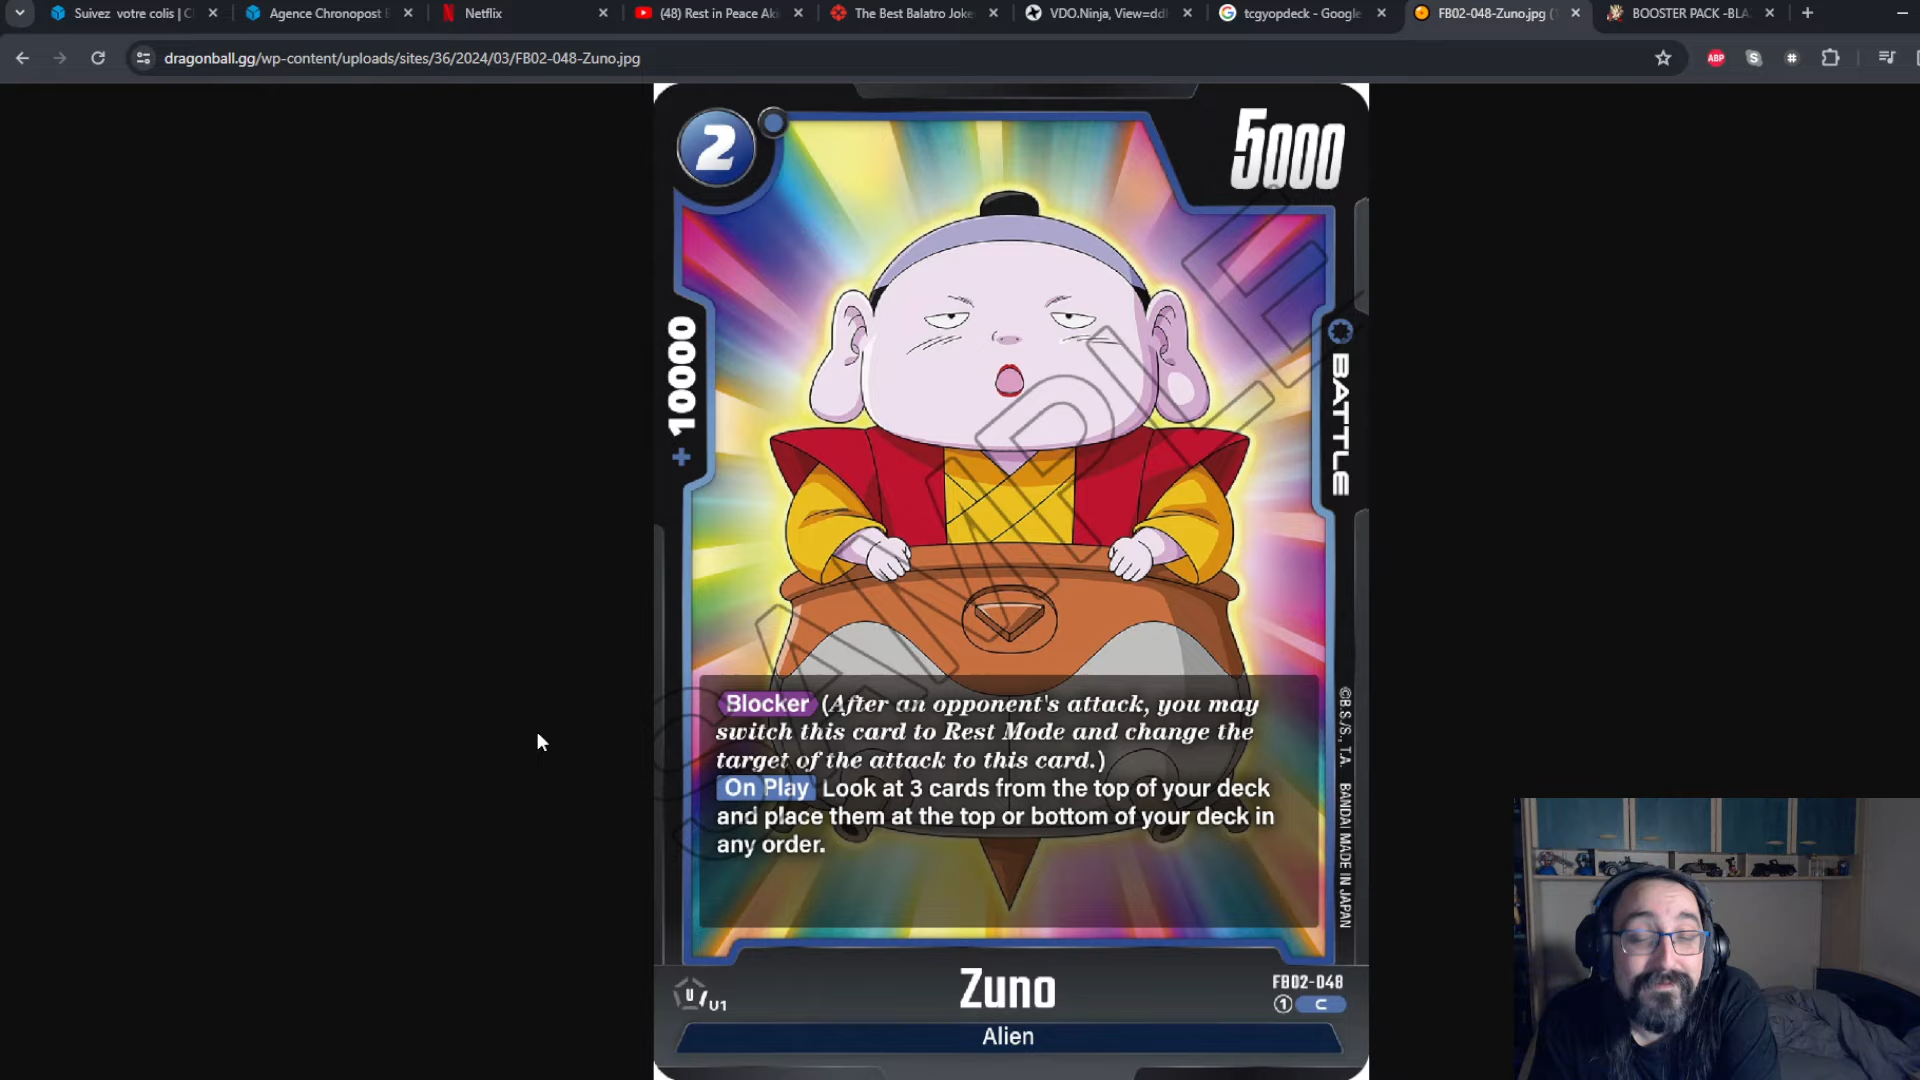 Suivez votre colis | C
Agence Chronopost
Netflix
(48) Rest in Peace Aki
The Best Balatro Joke
VDO.Ninja, View=ddl
tcgyopdeck - Google
FB02-048-Zuno.jpg (
BOOSTER PACK -BLA
dragonball.gg/wp-content/uploads/sites/36/2024/03/FB02-048-Zuno.jpg
ABP
2
5000
+ 10000
BATTLE
SAMPLE
Blocker (After an opponent's attack, you may
switch this card to Rest Mode and change the
target of the attack to this card.)
On Play Look at 3 cards from the top of your deck
and place them at the top or bottom of your deck in
any order.
©B.S./S., T.A. BANDAI MADE IN JAPAN
U/U1
Zuno
FB02-048
1 C
Alien